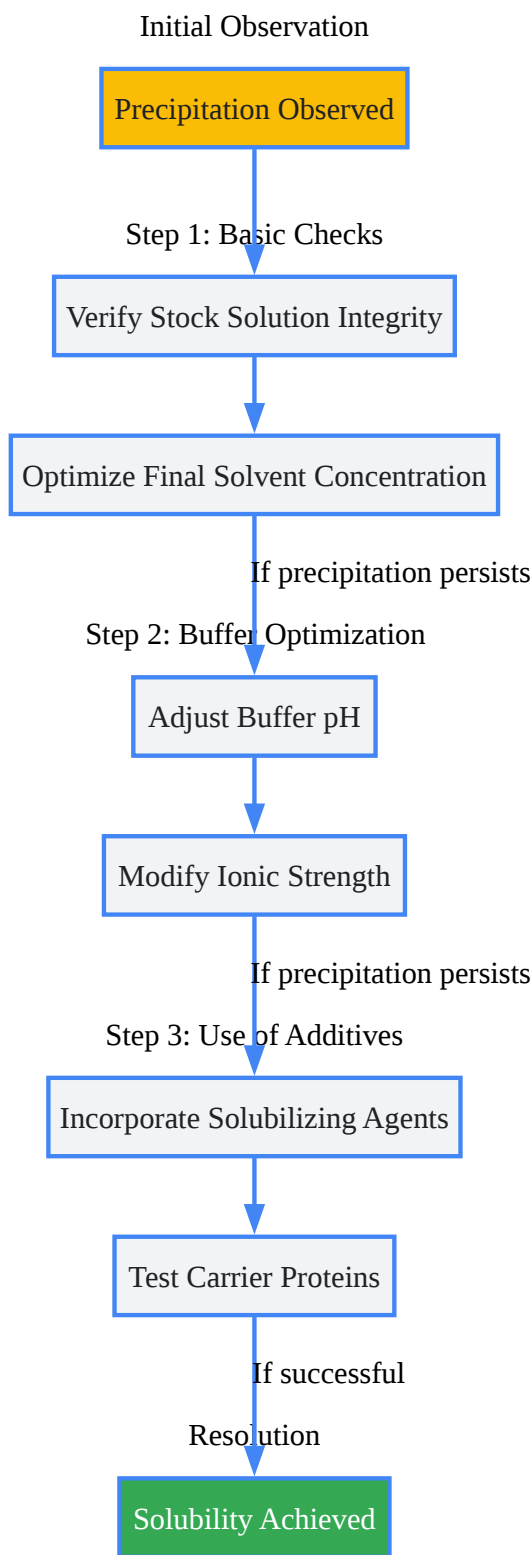 Initial Observation
Precipitation Observed
Step 1: Basic Checks
Verify Stock Solution Integrity
Optimize Final Solvent Concentration
If precipitation persists
Step 2: Buffer Optimization
Adjust Buffer pH
Modify Ionic Strength
If precipitation persists
Step 3: Use of Additives
Incorporate Solubilizing Agents
Test Carrier Proteins
If successful
Resolution
Solubility Achieved